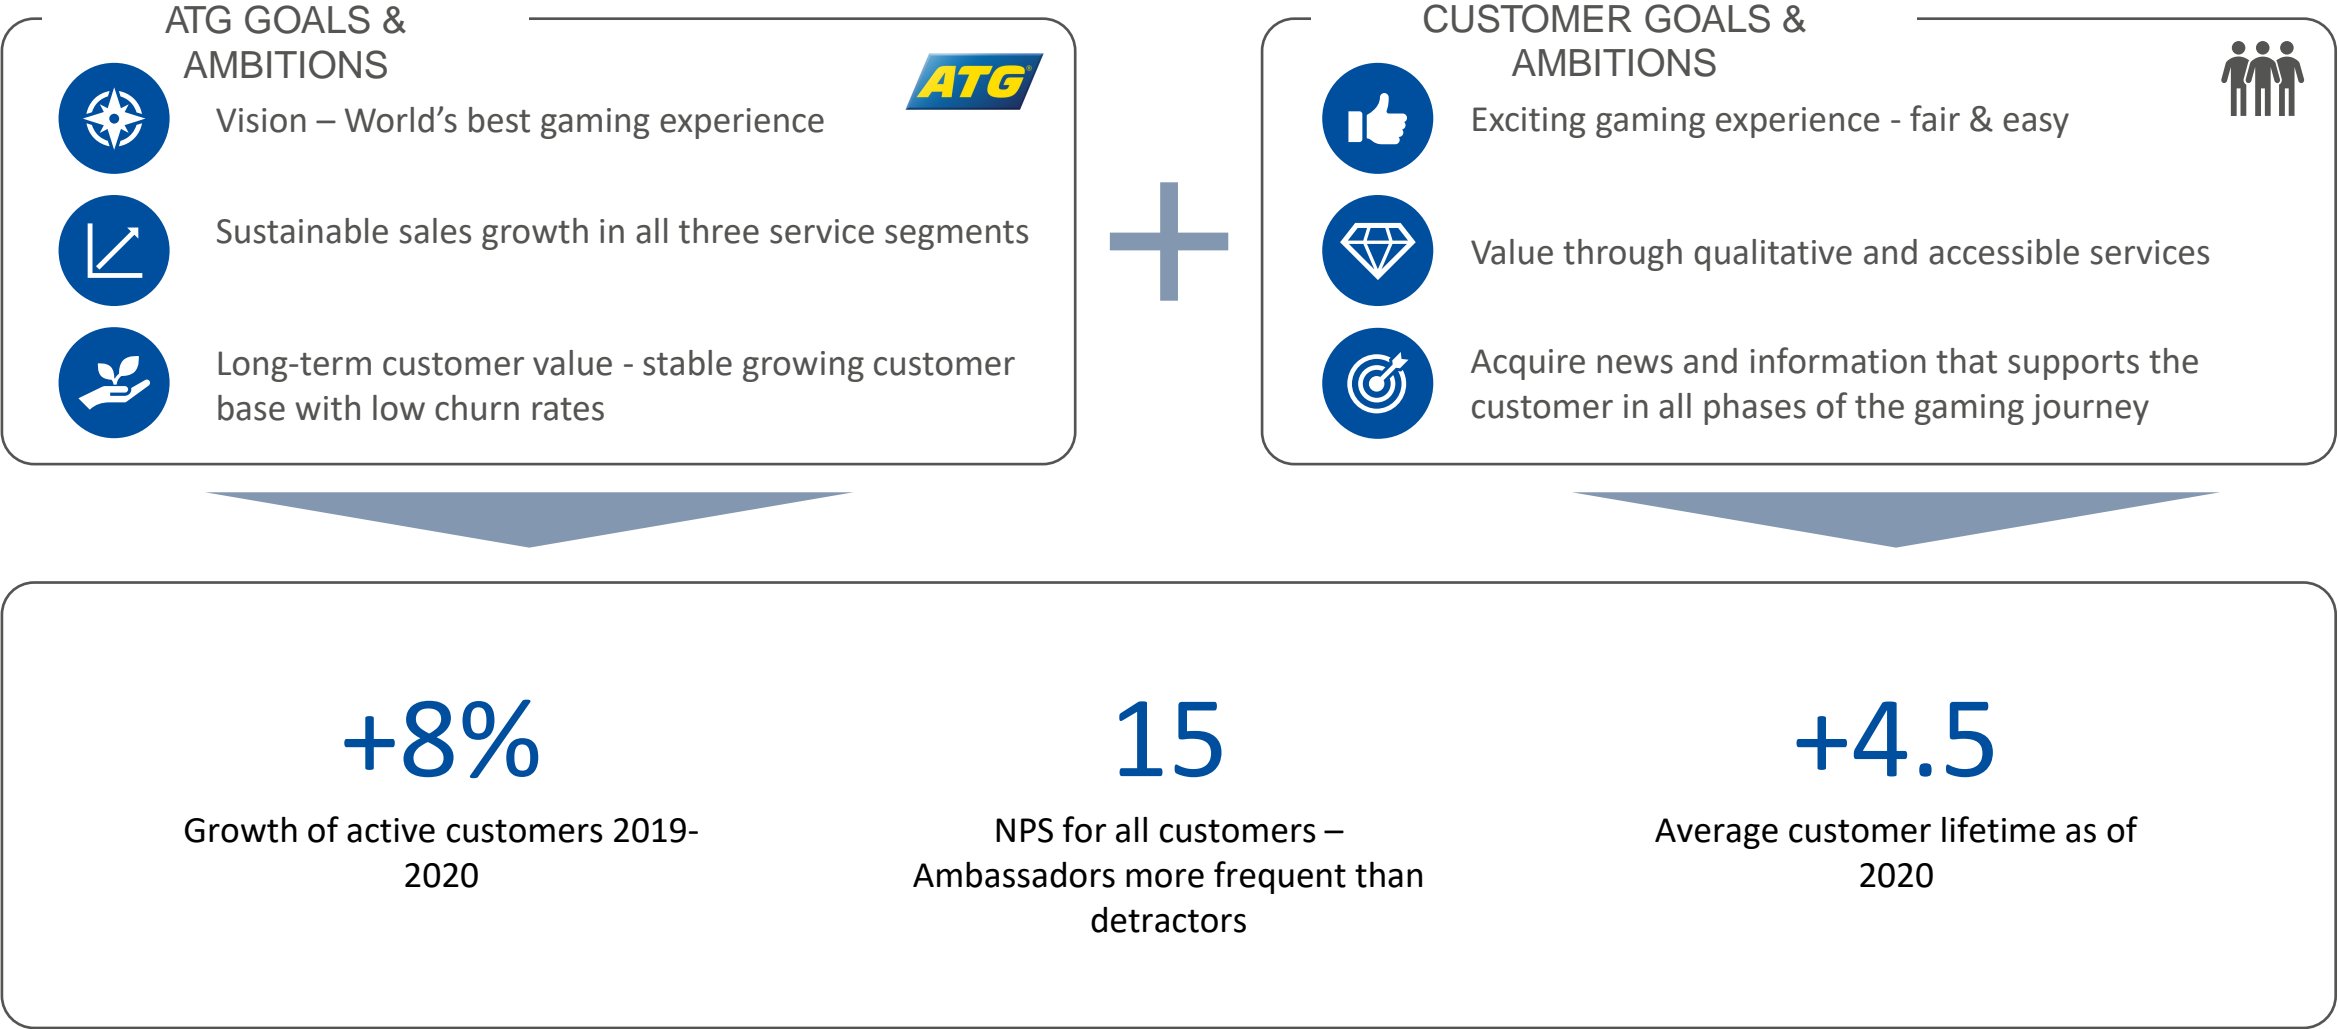 ATG GOALS &
AMBITIONS
ATG®
Vision – World's best gaming experience
Sustainable sales growth in all three service segments
Long-term customer value - stable growing customer
base with low churn rates
CUSTOMER GOALS &
AMBITIONS
Exciting gaming experience - fair & easy
Value through qualitative and accessible services
Acquire news and information that supports the
customer in all phases of the gaming journey
+8%
Growth of active customers 2019-
2020
15
NPS for all customers –
Ambassadors more frequent than
detractors
+4.5
Average customer lifetime as of
2020